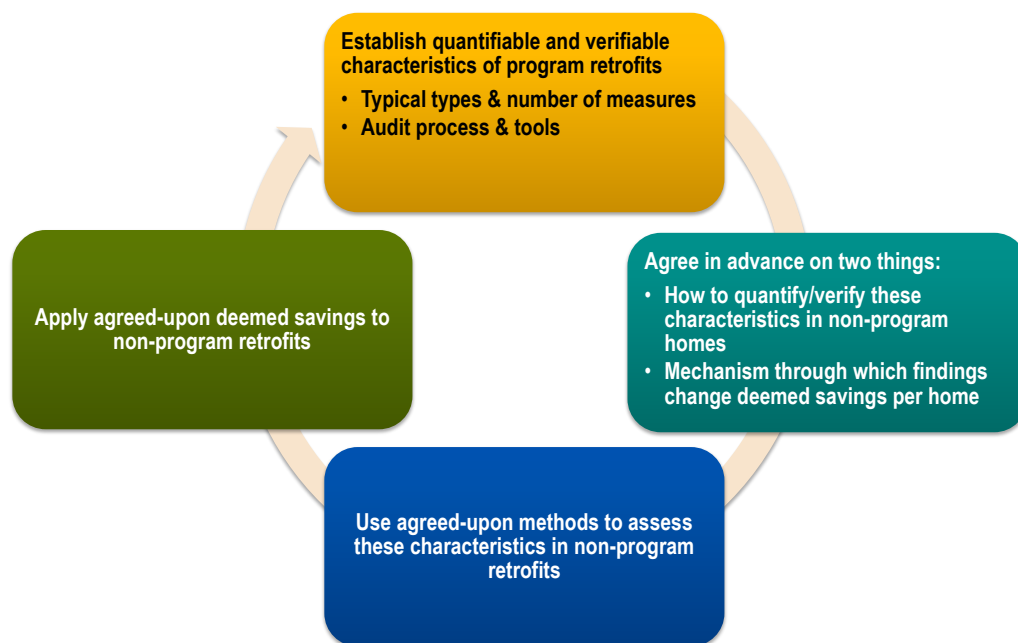 Establish quantifiable and verifiable
characteristics of program retrofits
• Typical types & number of measures
• Audit process & tools
Agree in advance on two things:
• How to quantify/verify these
characteristics in non-program
homes
• Mechanism through which findings
change deemed savings per home
Use agreed-upon methods to assess
these characteristics in non-program
retrofits
Apply agreed-upon deemed savings to
non-program retrofits